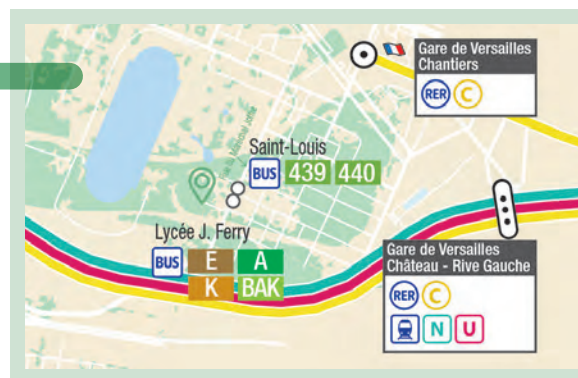 Gare de Versailles
Chantiers
RER C
Saint-Louis
BUS 439 440
Lycée J. Ferry
BUS E A
K BAK
Gare de Versailles
Château - Rive Gauche
RER C
N U